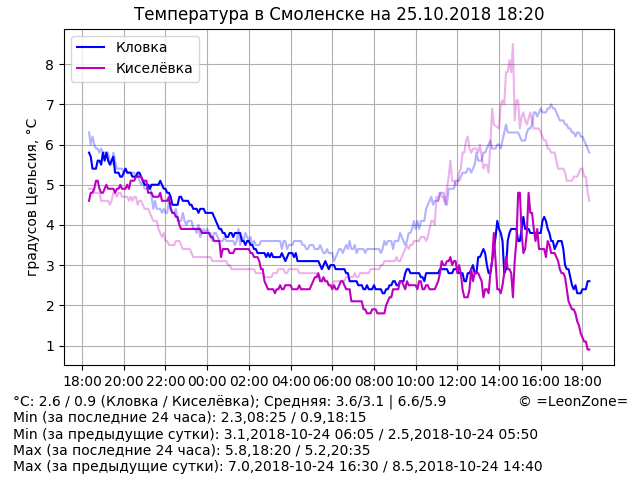 Температура в Смоленске на 25.10.2018 18:20
Кловка
Киселёвка
градусов Цельсия, °C
8
7
6
5
4
3
2
1
18:00 20:00 22:00 00:00 02:00 04:00 06:00 08:00 10:00 12:00 14:00 16:00 18:00
°C: 2.6 / 0.9 (Кловка / Киселёвка); Средняя: 3.6/3.1 | 6.6/5.9 © =LeonZone=
Min (за последние 24 часа): 2.3,08:25 / 0.9,18:15
Min (за предыдущие сутки): 3.1,2018-10-24 06:05 / 2.5,2018-10-24 05:50
Max (за последние 24 часа): 5.8,18:20 / 5.2,20:35
Max (за предыдущие сутки): 7.0,2018-10-24 16:30 / 8.5,2018-10-24 14:40